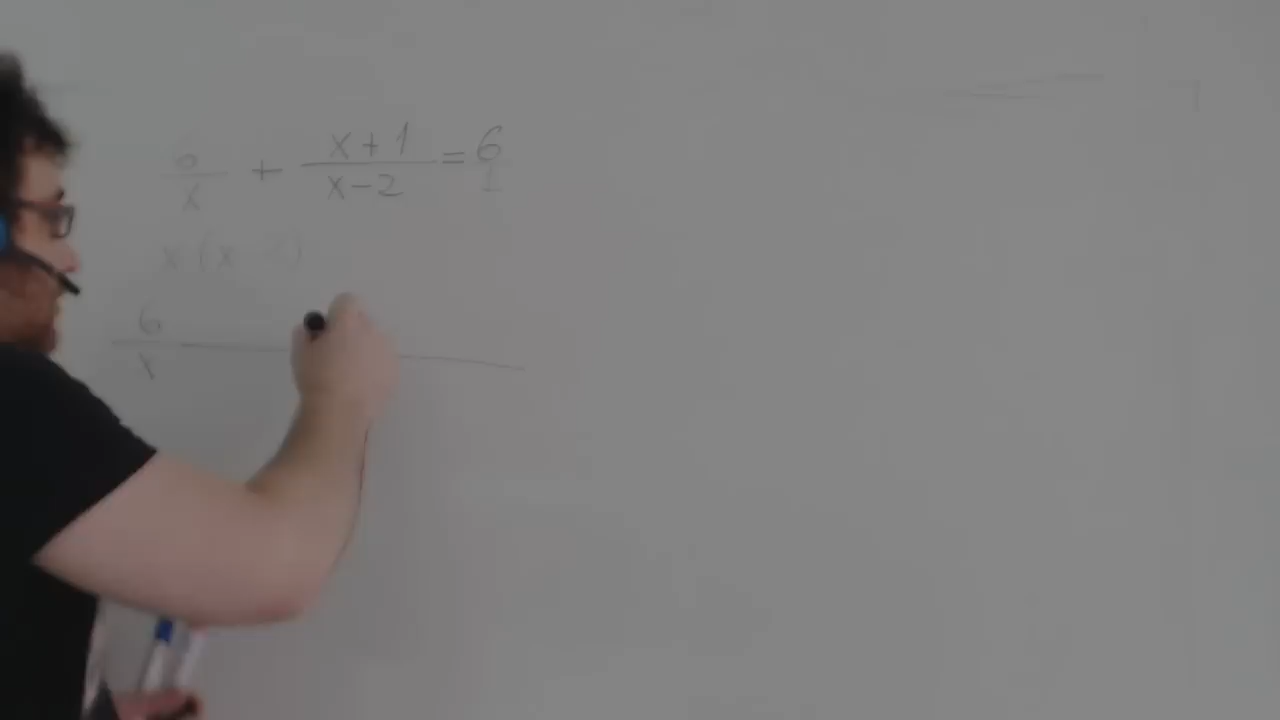 6/x + (x+1)/(x-2) = 6/1
x(x-2)
6
x